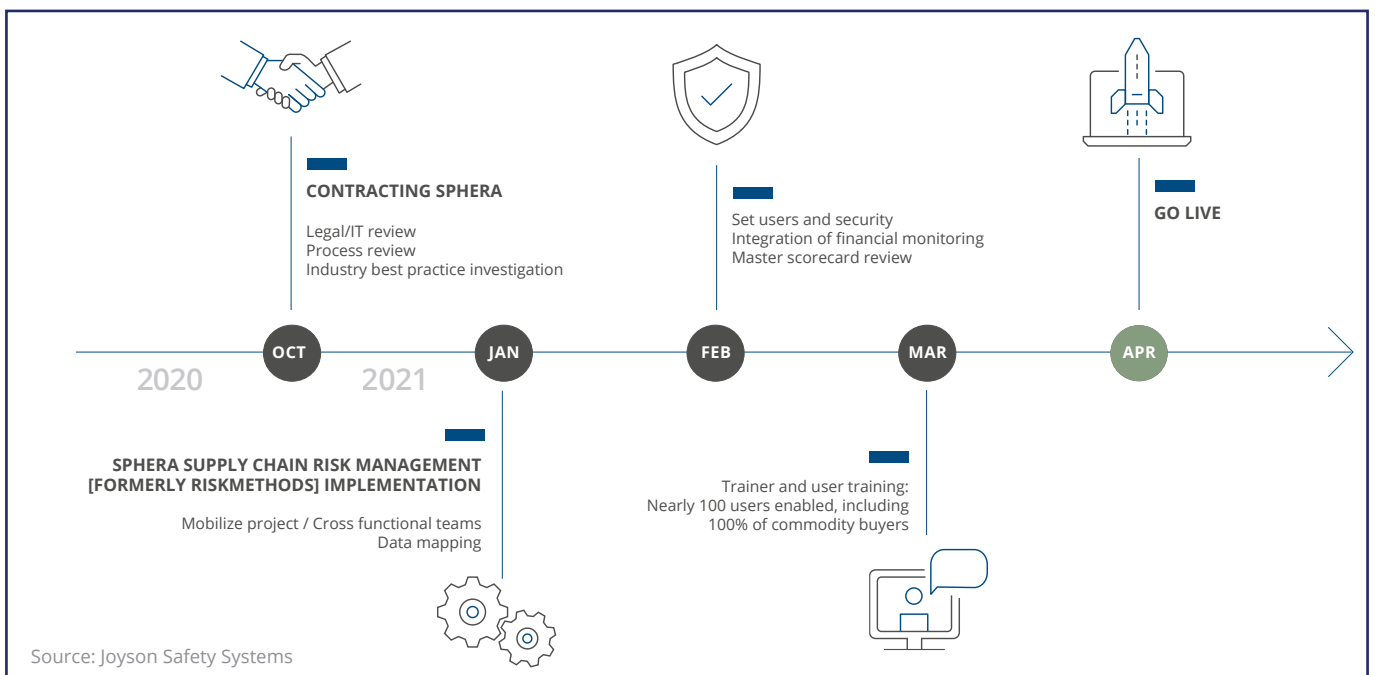 CONTRACTING SPHERA
Legal/IT review
Process review
Industry best practice investigation
Set users and security
Integration of financial monitoring
Master scorecard review
GO LIVE
OCT
JAN
FEB
MAR
APR
2020
2021
SPHERA SUPPLY CHAIN RISK MANAGEMENT
[FORMERLY RISKMETHODS] IMPLEMENTATION
Mobilize project / Cross functional teams
Data mapping
Trainer and user training:
Nearly 100 users enabled, including
100% of commodity buyers
Source: Joyson Safety Systems